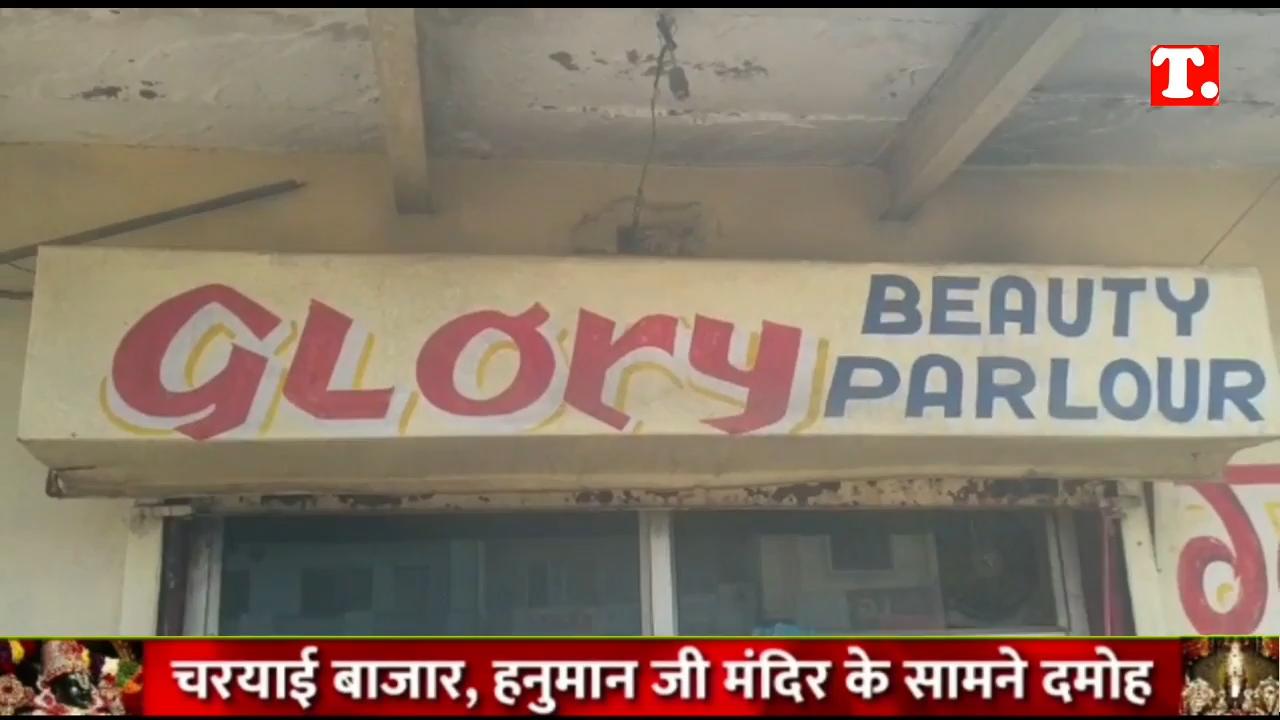 T.
GLOrY BEAUTY
PARLOUR
चरयाई बाजार, हनुमान जी मंदिर के सामने दमोह